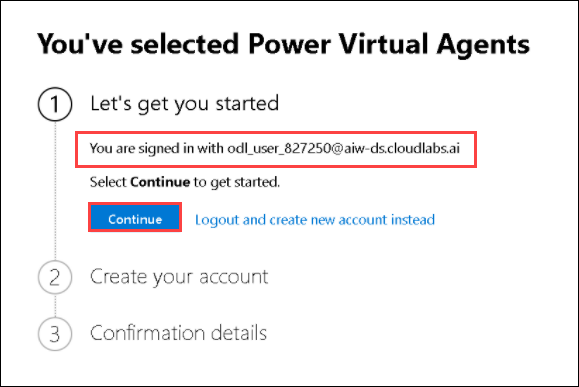 You've selected Power Virtual Agents
1 Let's get you started
You are signed in with odl_user_827250@aiw-ds.cloudlabs.ai
Select Continue to get started.
Continue Logout and create new account instead
2 Create your account
3 Confirmation details